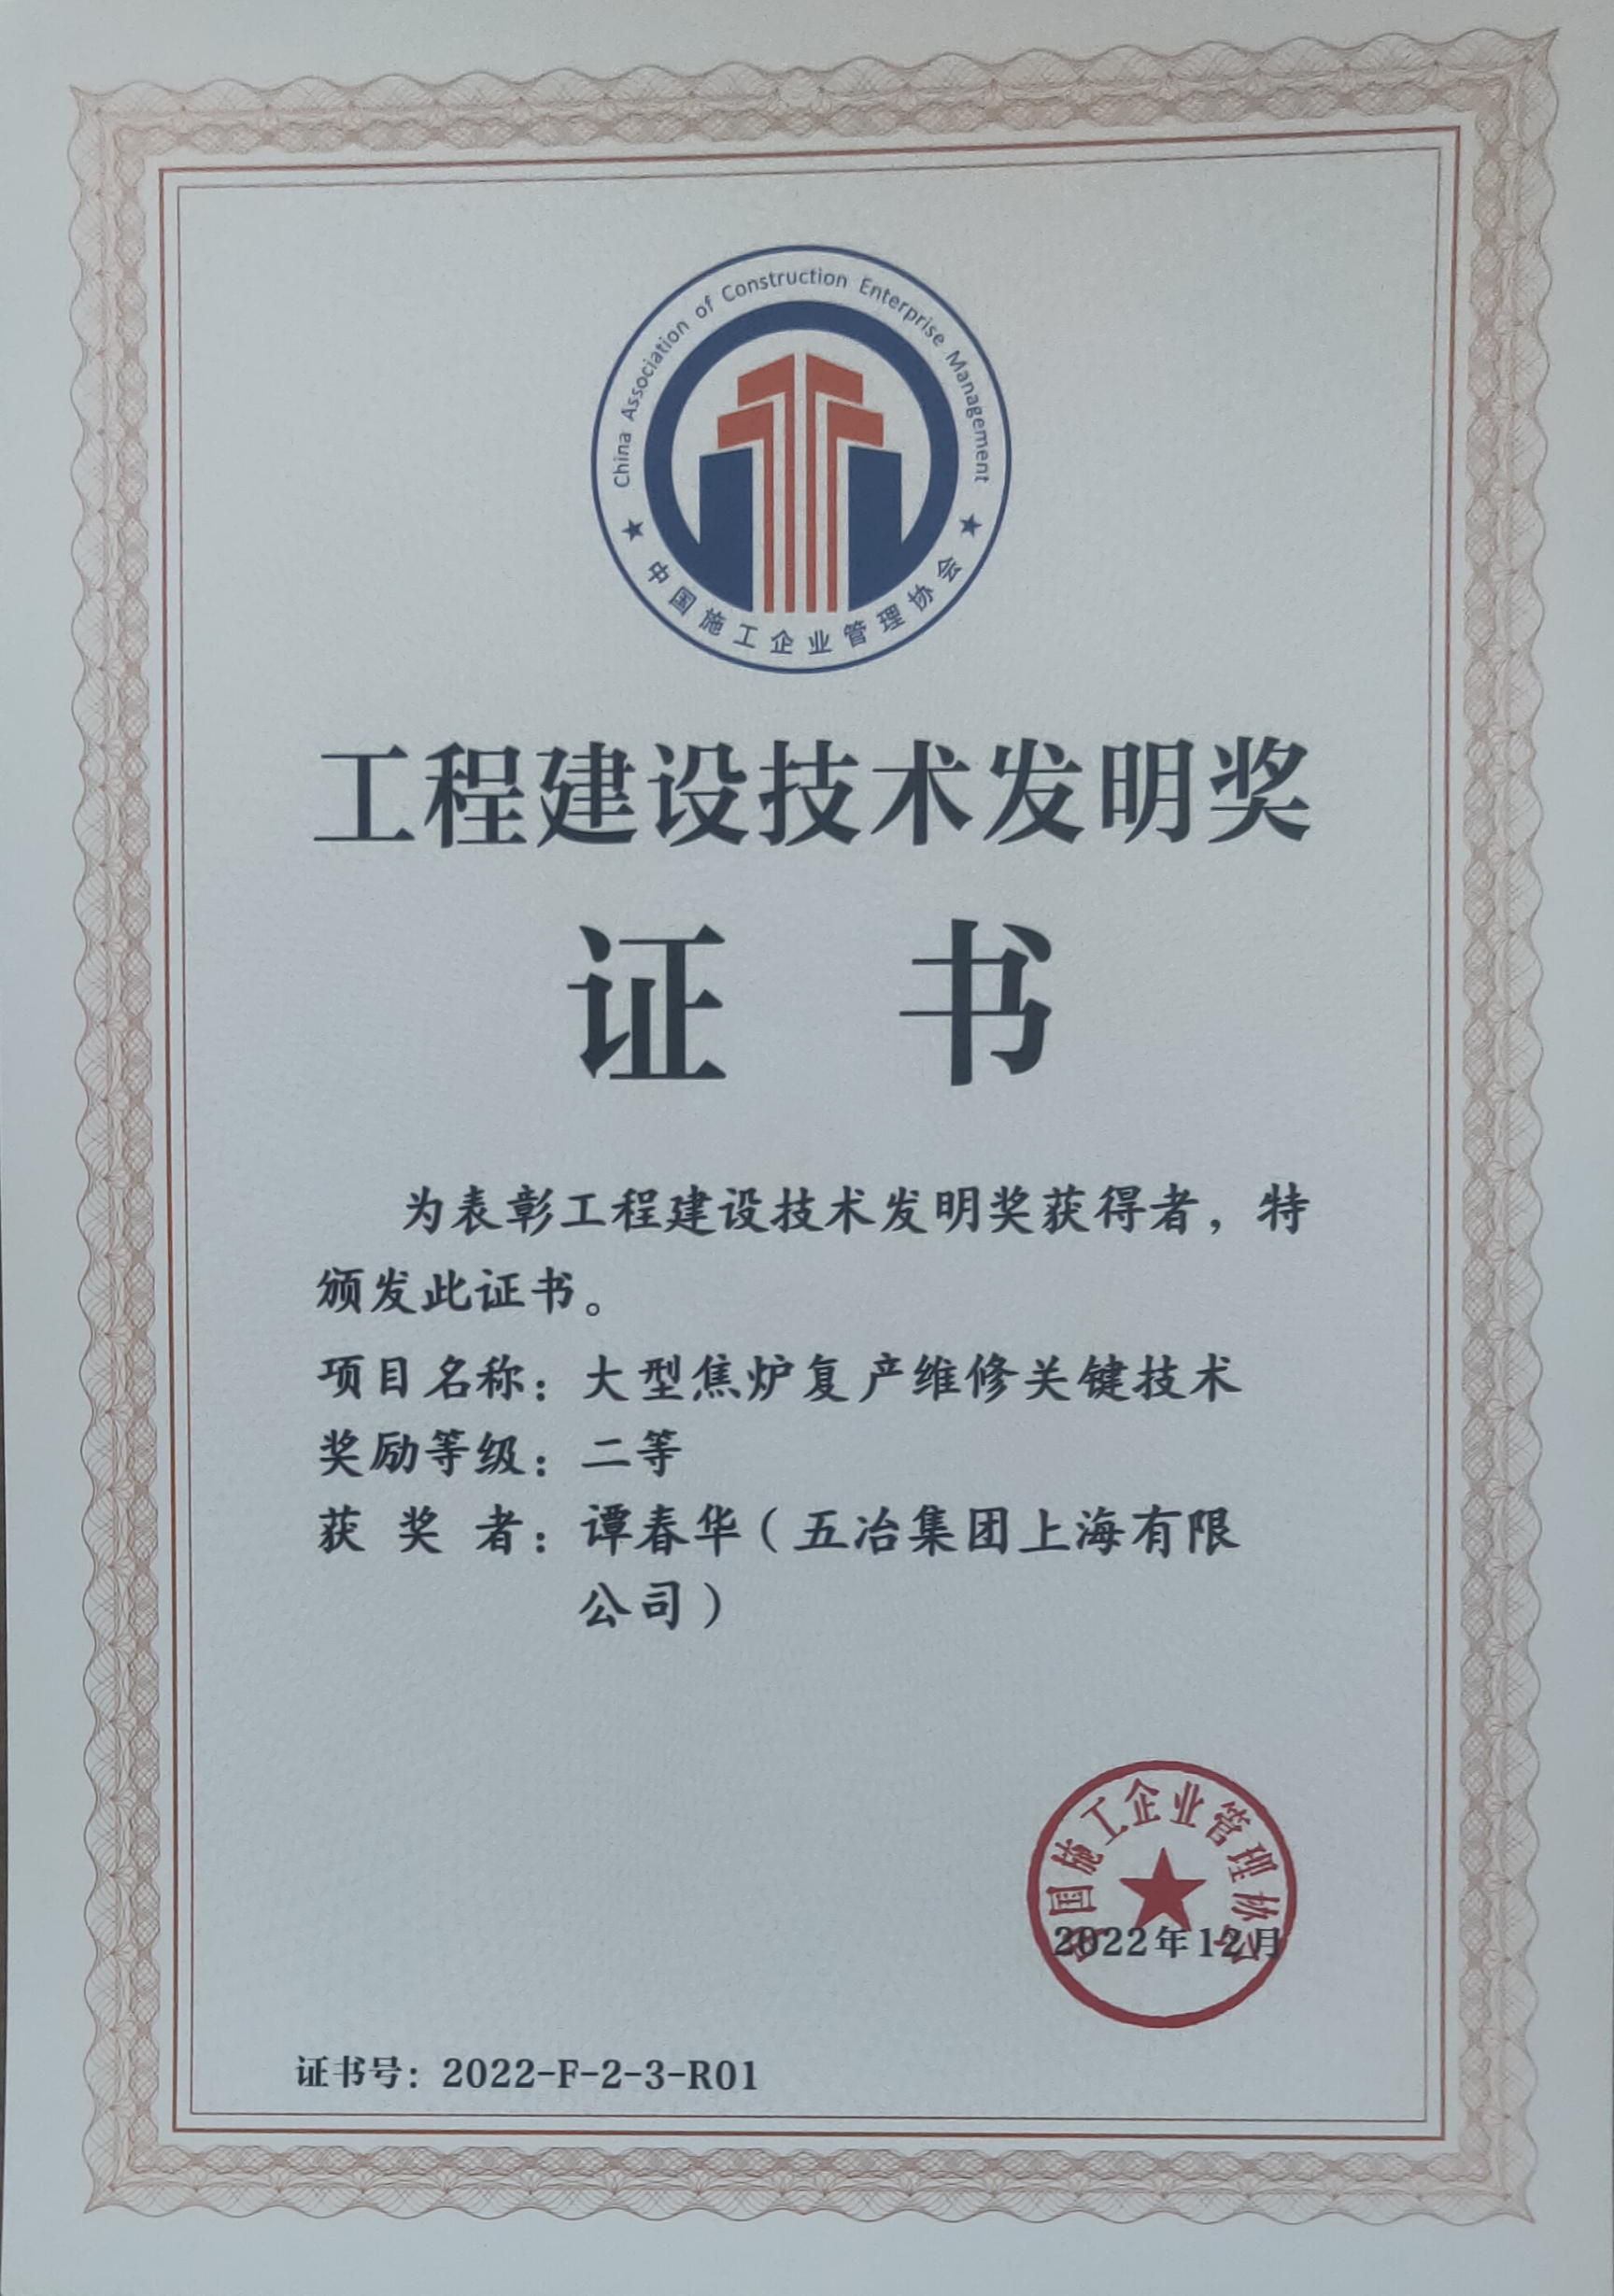 China Association of Construction Enterprise Management
★ 中国施工企业管理协会 ★
工程建设技术发明奖
证 书
为表彰工程建设技术发明奖获得者，特
颁发此证书。
项目名称：大型焦炉复产维修关键技术
奖励等级：二等
获 奖 者：谭春华（五冶集团上海有限
公司）
中国施工企业管理协会
2022年12月
证书号：2022-F-2-3-R01